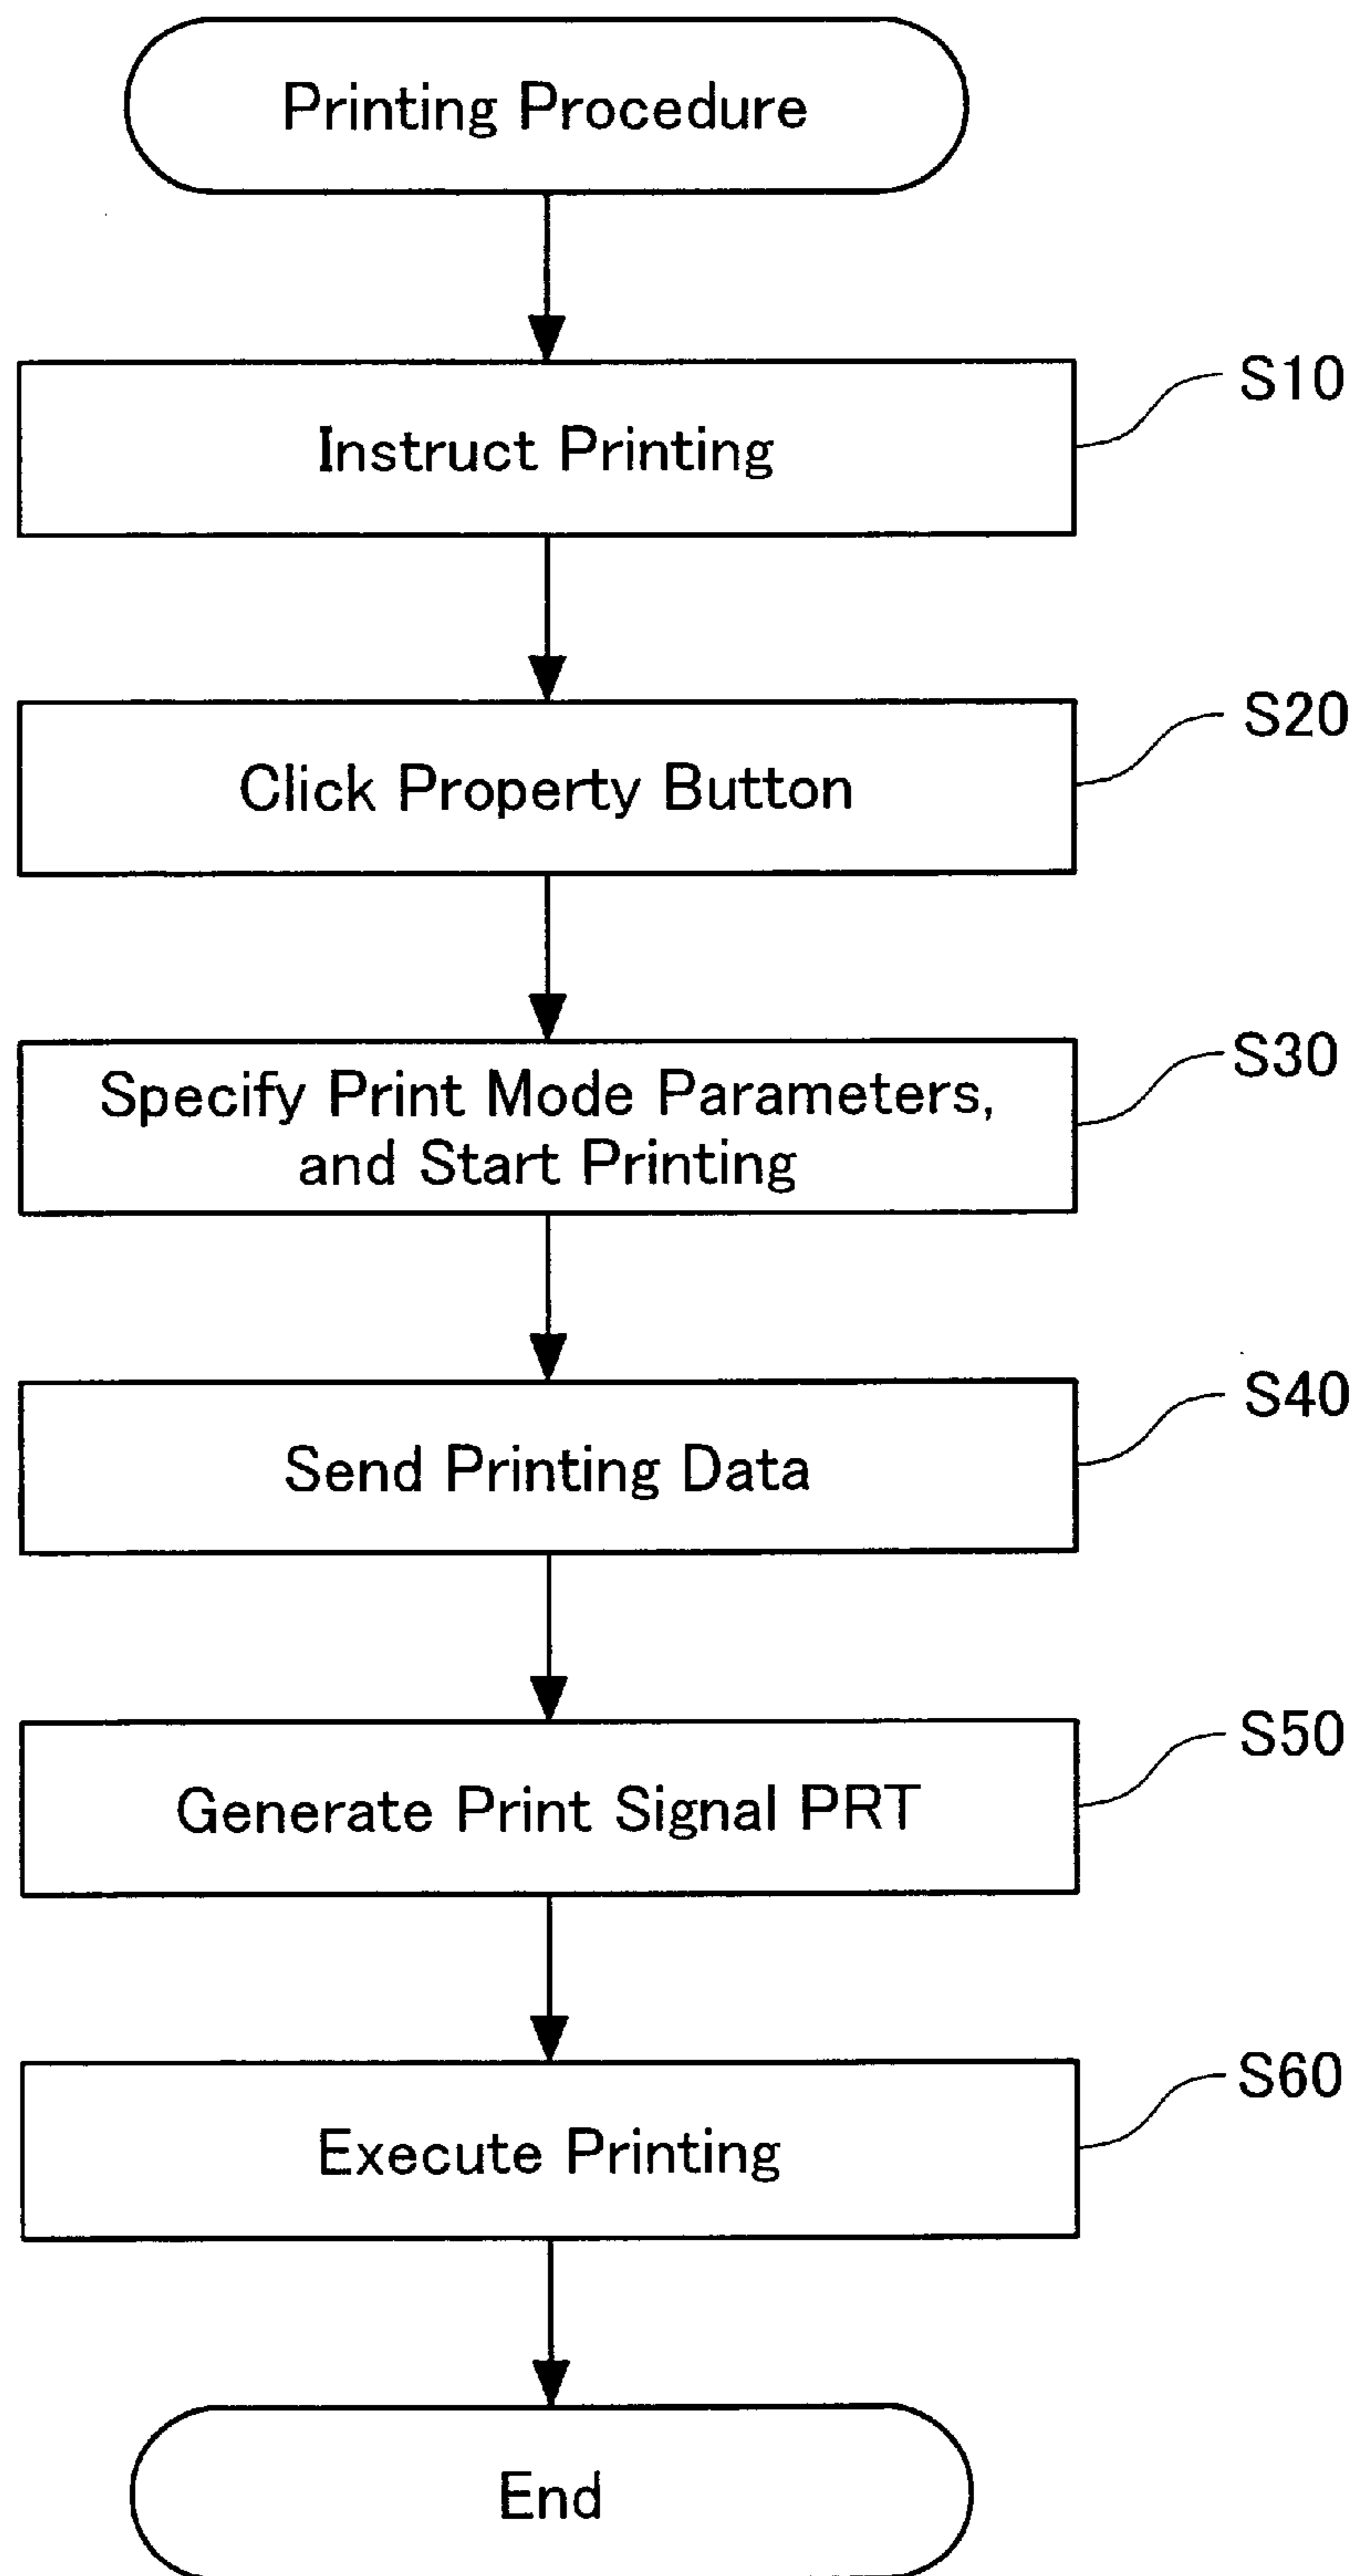 Printing Procedure
S10
Instruct Printing
S20
Click Property Button
S30
Specify Print Mode Parameters,
and Start Printing
S40
Send Printing Data
S50
Generate Print Signal PRT
S60
Execute Printing
End